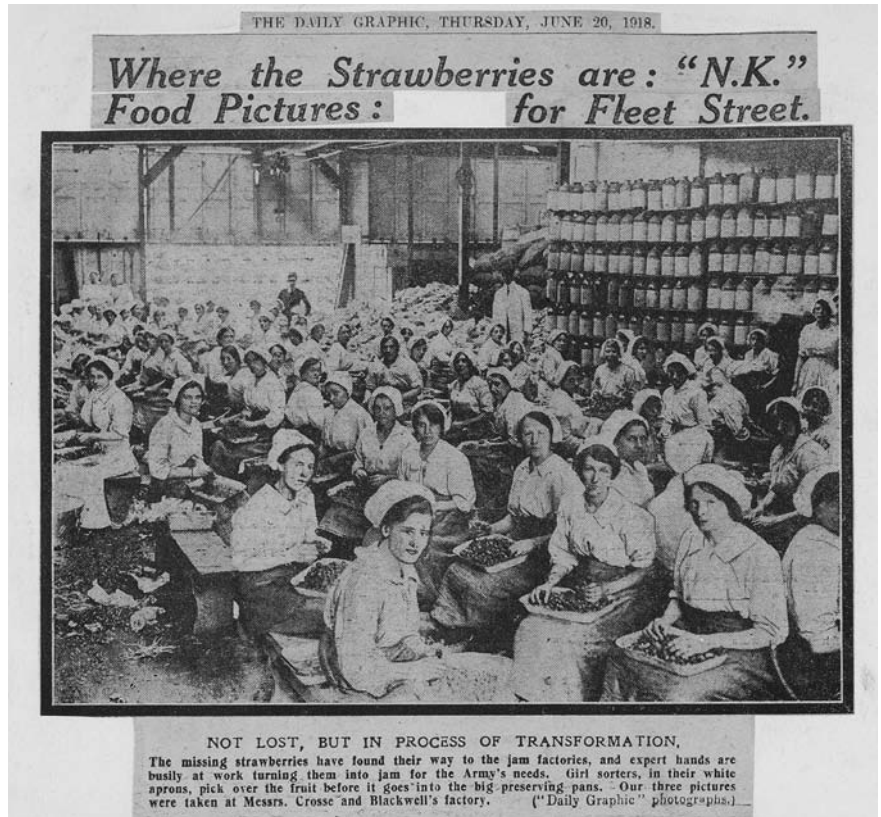 THE DAILY GRAPHIC, THURSDAY, JUNE 20, 1918.
Where the Strawberries are: “N.K.”
Food Pictures: for Fleet Street.
NOT LOST, BUT IN PROCESS OF TRANSFORMATION,
The missing strawberries have found their way to the jam factories, and expert hands are
busily at work turning them into jam for the Army's needs. Girl sorters, in their white
aprons, pick over the fruit before it goes into the big preserving pans. Our three pictures
were taken at Messrs. Crosse and Blackwell's factory. ("Daily Graphic" photographs.)